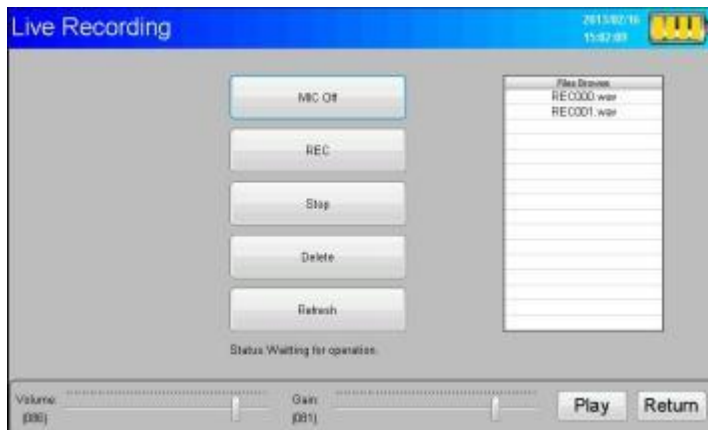 Live Recording
2013/02/16
15:02:09
MIC Off
REC
Stop
Delete
Refresh
Status Waitting for operation.
Files Browse
REC000.wav
REC001.wav
Volume:
(086)
Gain:
(081)
Play
Return